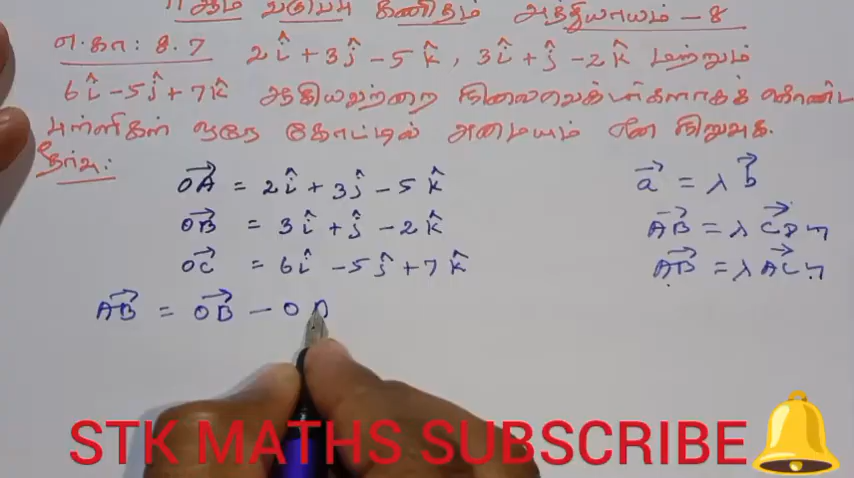 11ஆம் வகுப்பு கணிதம் அத்தியாயம் - 8
எ.கா: 8.7 2î + 3ĵ - 5k̂, 3î + ĵ - 2k̂ மற்றும்
6î - 5ĵ + 7k̂ ஆகியவற்றை நிலைவெக்டர்களாகக் கொண்ட
புள்ளிகள் ஒரே கோட்டில் அமையும் என நிறுவுக.
தீர்வு:
OA⃗ = 2î + 3ĵ - 5k̂
a⃗ = λ b⃗
OB⃗ = 3î + ĵ - 2k̂
AB⃗ = λ CD⃗
OC⃗ = 6î - 5ĵ + 7k̂
AB⃗ = λ AC⃗
AB⃗ = OB⃗ - O
STK MATHS SUBSCRIBE